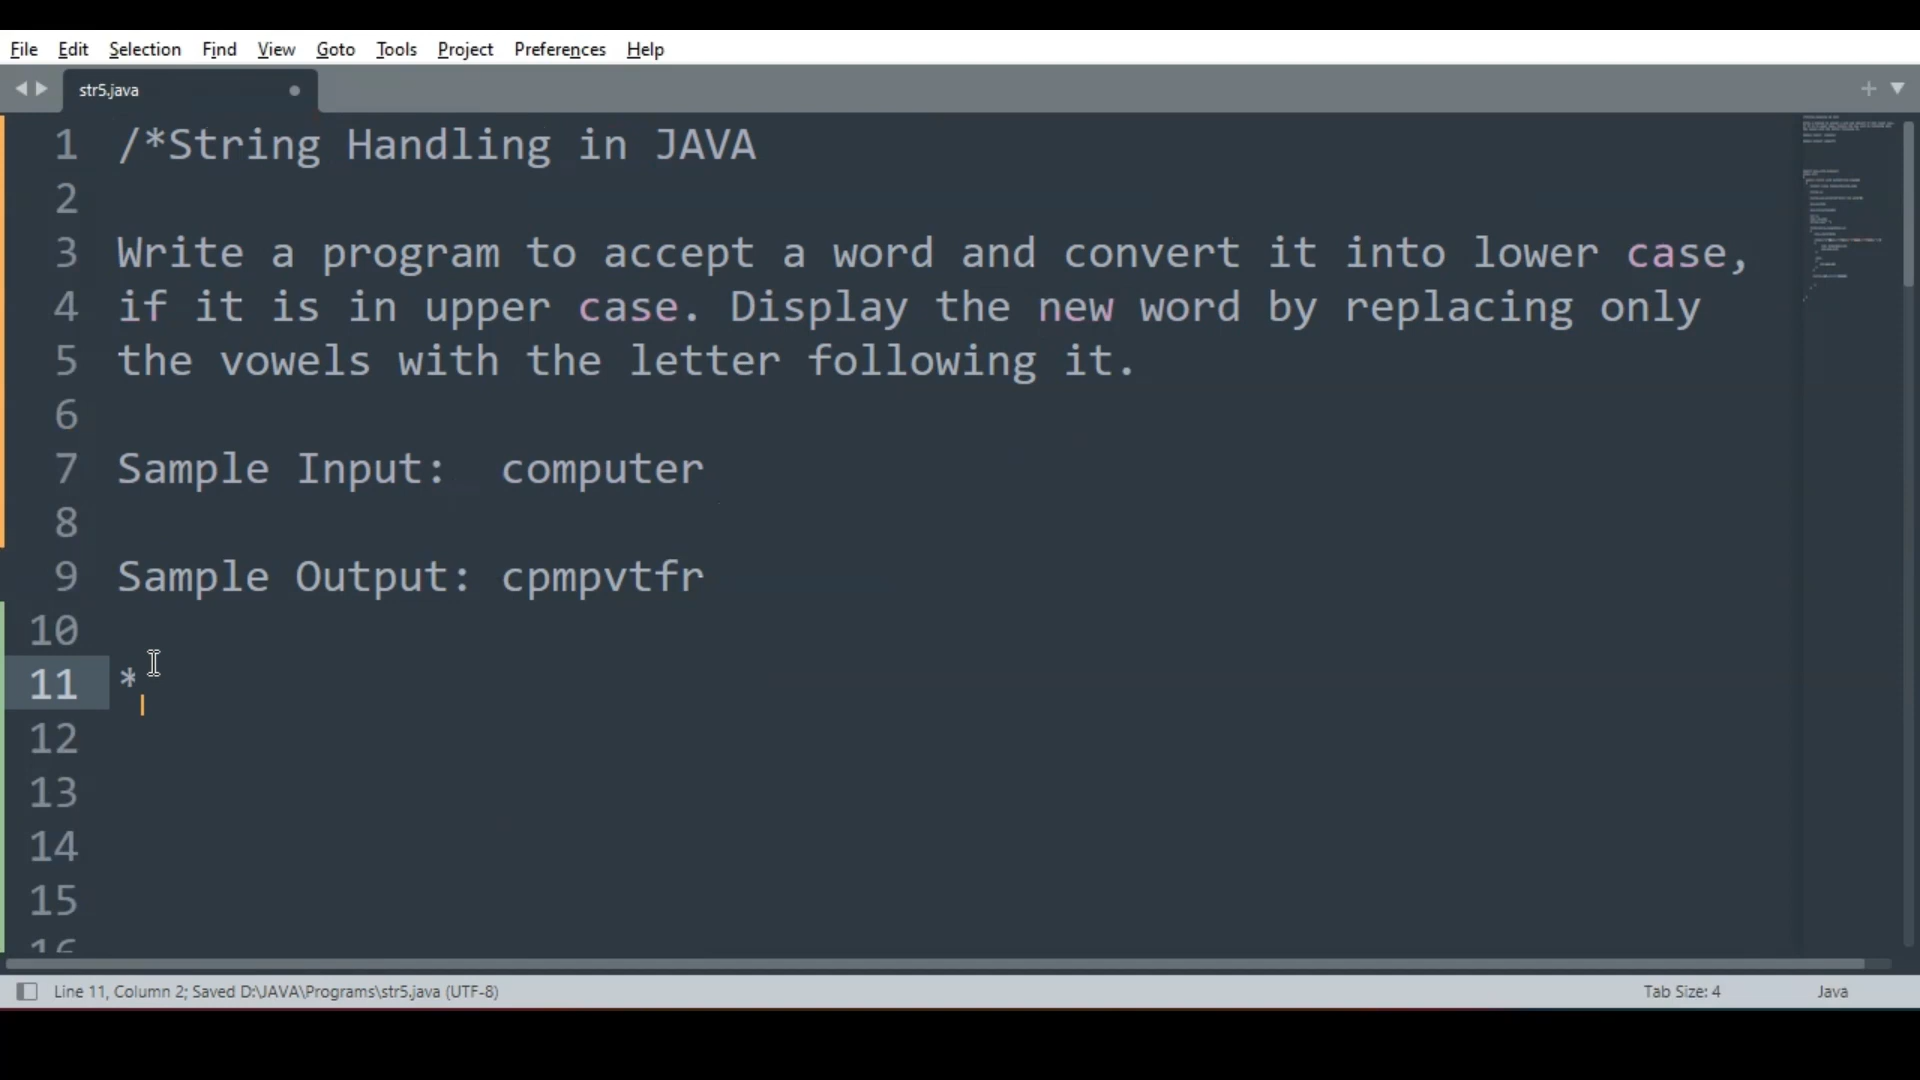 File Edit Selection Find View Goto Tools Project Preferences Help
str5.java
1 /*String Handling in JAVA
2
3 Write a program to accept a word and convert it into lower case,
4 if it is in upper case. Display the new word by replacing only
5 the vowels with the letter following it.
6
7 Sample Input:  computer
8
9 Sample Output: cpmpvtfr
10
11 *
12
13
14
15
16
Line 11, Column 2; Saved D:\JAVA\Programs\str5.java (UTF-8) Tab Size: 4 Java